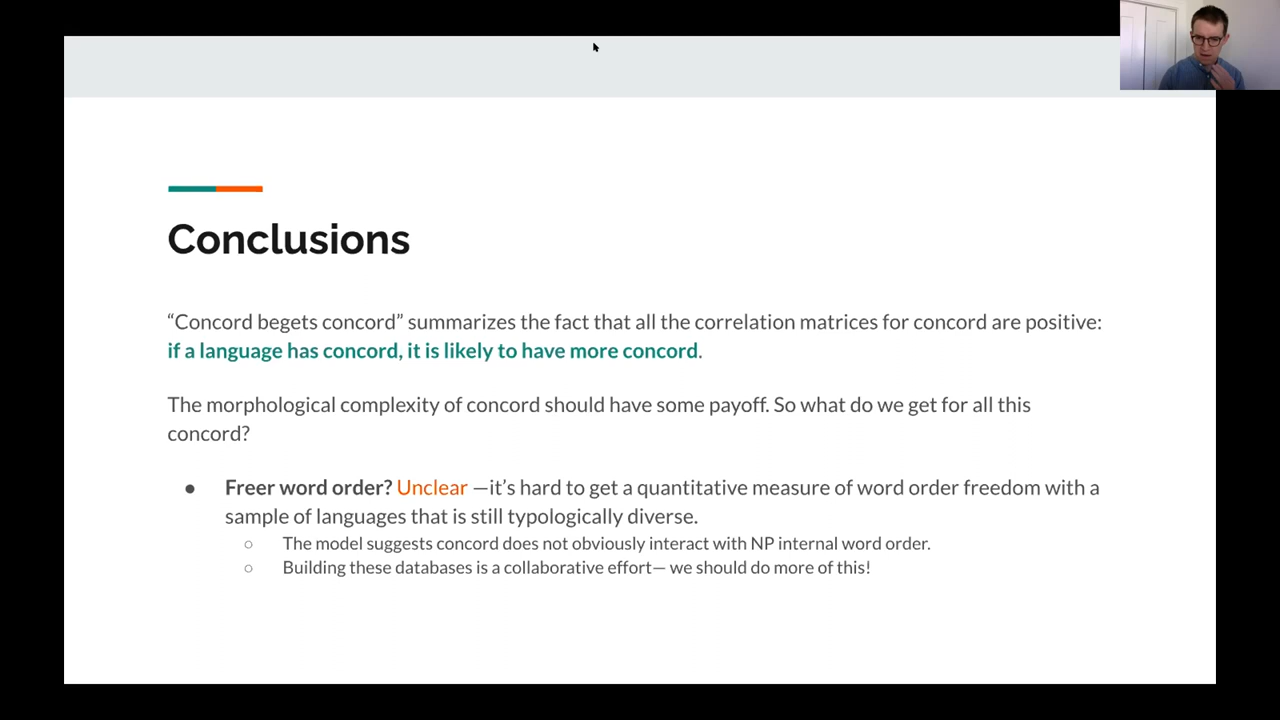 Conclusions
“Concord begets concord” summarizes the fact that all the correlation matrices for concord are positive:
if a language has concord, it is likely to have more concord.
The morphological complexity of concord should have some payoff. So what do we get for all this
concord?
● Freer word order? Unclear —it’s hard to get a quantitative measure of word order freedom with a
sample of languages that is still typologically diverse.
○ The model suggests concord does not obviously interact with NP internal word order.
○ Building these databases is a collaborative effort— we should do more of this!